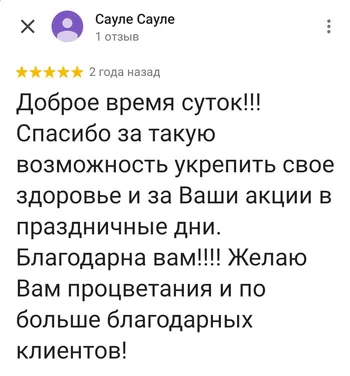 Сауле Сауле
1 отзыв
2 года назад
Доброе время суток!!!
Спасибо за такую
возможность укрепить свое
здоровье и за Ваши акции в
праздничные дни.
Благодарна вам!!!! Желаю
Вам процветания и по
больше благодарных
клиентов!